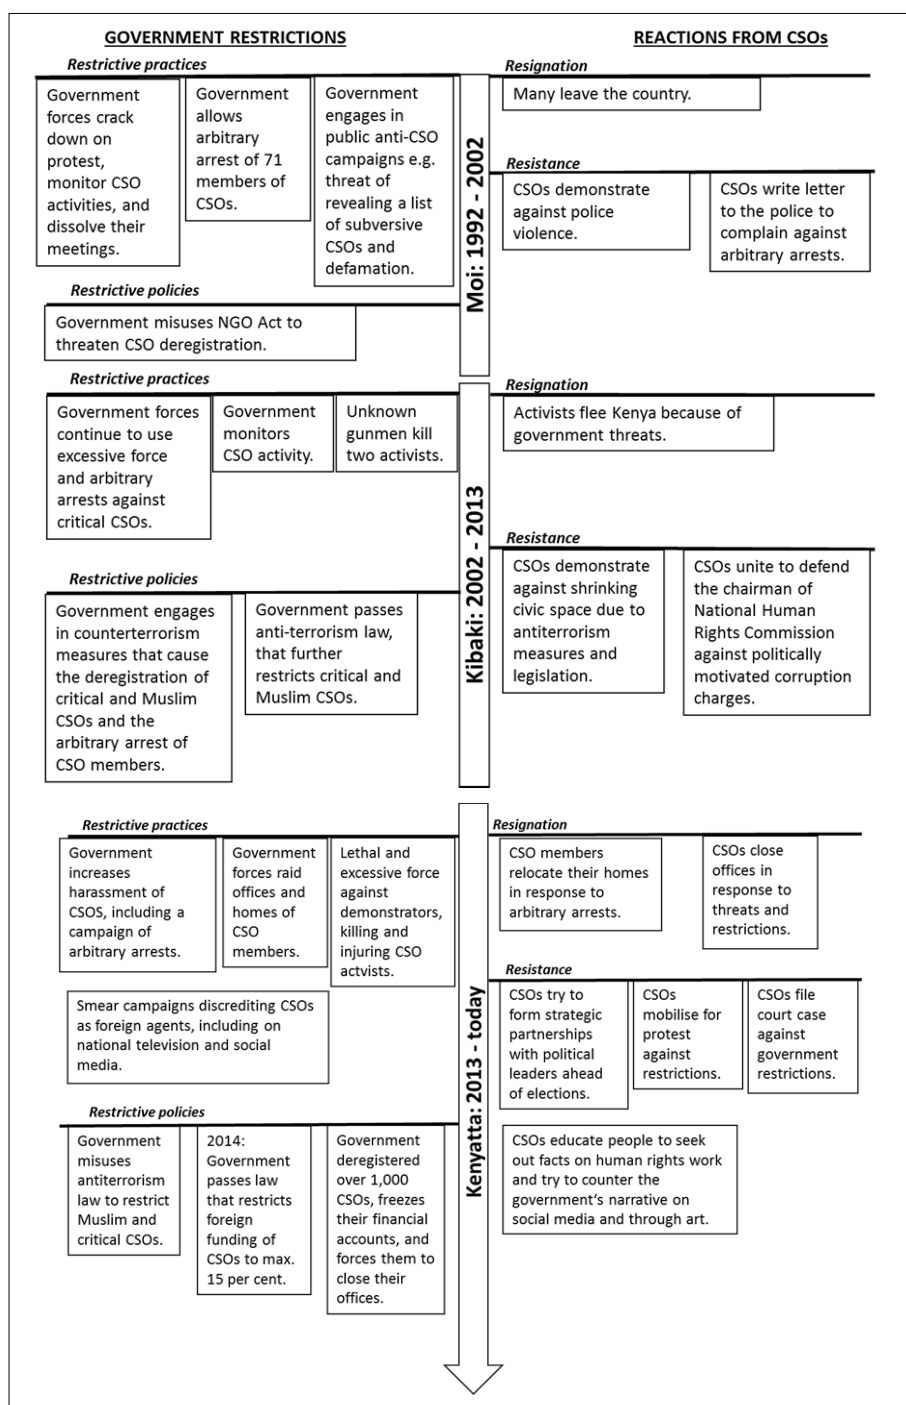 GOVERNMENT RESTRICTIONS
REACTIONS FROM CSOs
Moi: 1992 - 2002
Restrictive practices
Government
forces crack
down on
protest,
monitor CSO
activities, and
dissolve their
meetings.
Government
allows
arbitrary
arrest of 71
members of
CSOs.
Government
engages in
public anti-CSO
campaigns e.g.
threat of
revealing a list
of subversive
CSOs and
defamation.
Restrictive policies
Government misuses NGO Act to
threaten CSO deregistration.
Resignation
Many leave the country.
Resistance
CSOs demonstrate
against police
violence.
CSOs write letter
to the police to
complain against
arbitrary arrests.
Kibaki: 2002 - 2013
Restrictive practices
Government forces
continue to use
excessive force
and arbitrary
arrests against
critical CSOs.
Government
monitors
CSO activity.
Unknown
gunmen kill
two activists.
Restrictive policies
Government engages
in counterterrorism
measures that cause
the deregistration of
critical and Muslim
CSOs and the
arbitrary arrest of
CSO members.
Government passes
anti-terrorism law,
that further
restricts critical and
Muslim CSOs.
Resignation
Activists flee Kenya because of
government threats.
Resistance
CSOs demonstrate
against shrinking
civic space due to
antiterrorism
measures and
legislation.
CSOs unite to defend
the chairman of
National Human
Rights Commission
against politically
motivated corruption
charges.
Kenyatta: 2013 - today
Restrictive practices
Government
increases
harassment of
CSOS, including a
campaign of
arbitrary arrests.
Government
forces raid
offices and
homes of
CSO
members.
Lethal and
excessive force
against
demonstrators,
killing and
injuring CSO
actvists.
Smear campaigns discrediting CSOs
as foreign agents, including on
national television and social
media.
Restrictive policies
Government
misuses
antiterrorism
law to restrict
Muslim and
critical CSOs.
2014:
Government
passes law
that restricts
foreign
funding of
CSOs to max.
15 per cent.
Government
deregistered
over 1,000
CSOs, freezes
their financial
accounts, and
forces them to
close their
offices.
Resignation
CSO members
relocate their homes
in response to
arbitrary arrests.
CSOs close
offices in
response to
threats and
restrictions.
Resistance
CSOs try to
form strategic
partnerships
with political
leaders ahead
of elections.
CSOs
mobilise for
protest
against
restrictions.
CSOs file
court case
against
government
restrictions.
CSOs educate people to seek
out facts on human rights work
and try to counter the
government‘s narrative on
social media and through art.